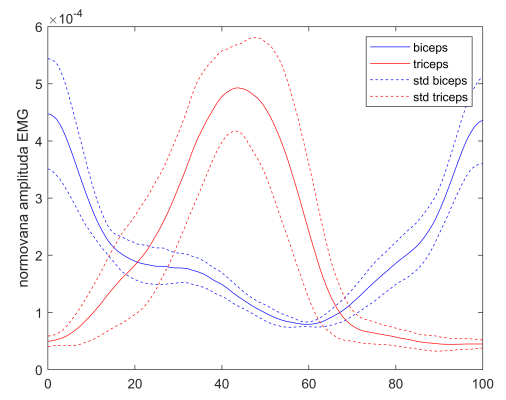 ×10⁻⁴
6
5
4
3
2
1
0
normovana amplituda EMG
0 20 40 60 80 100
biceps
triceps
std biceps
std triceps